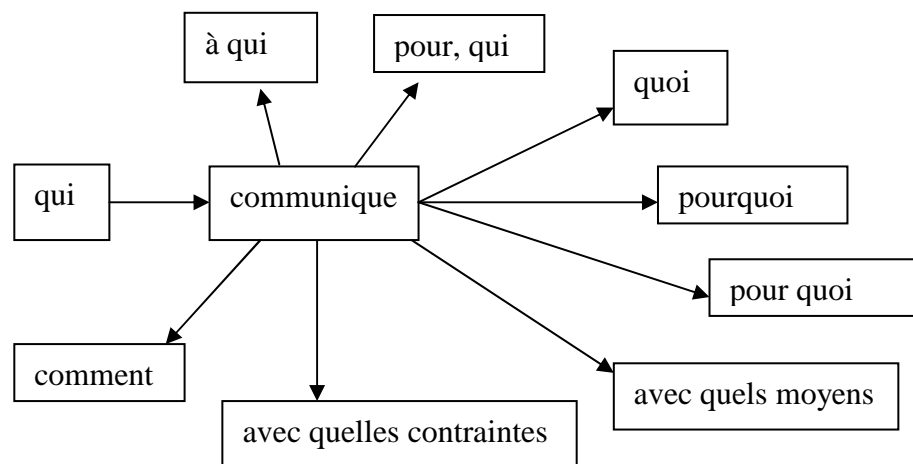 à qui
pour, qui
quoi
qui
communique
pourquoi
pour quoi
comment
avec quels moyens
avec quelles contraintes